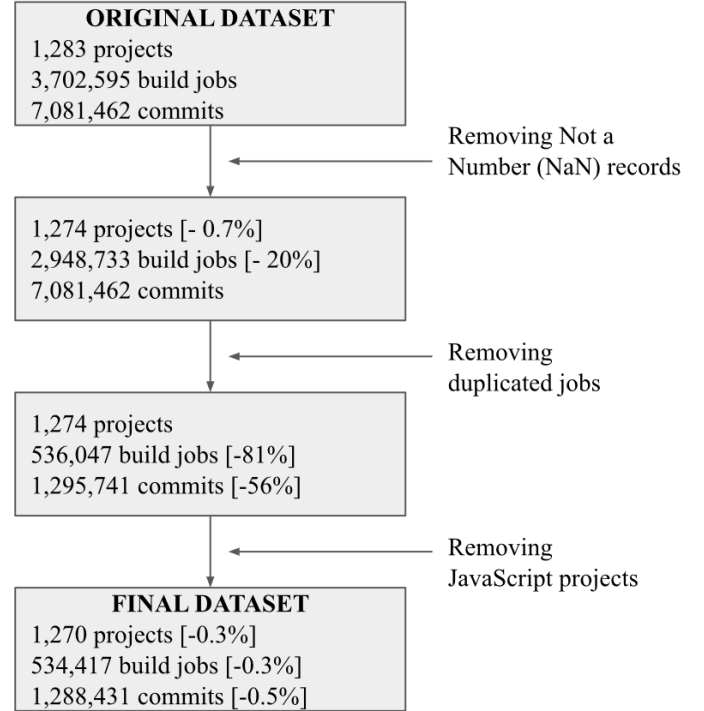 ORIGINAL DATASET
1,283 projects
3,702,595 build jobs
7,081,462 commits
Removing Not a
Number (NaN) records
1,274 projects [- 0.7%]
2,948,733 build jobs [- 20%]
7,081,462 commits
Removing
duplicated jobs
1,274 projects
536,047 build jobs [-81%]
1,295,741 commits [-56%]
Removing
JavaScript projects
FINAL DATASET
1,270 projects [-0.3%]
534,417 build jobs [-0.3%]
1,288,431 commits [-0.5%]